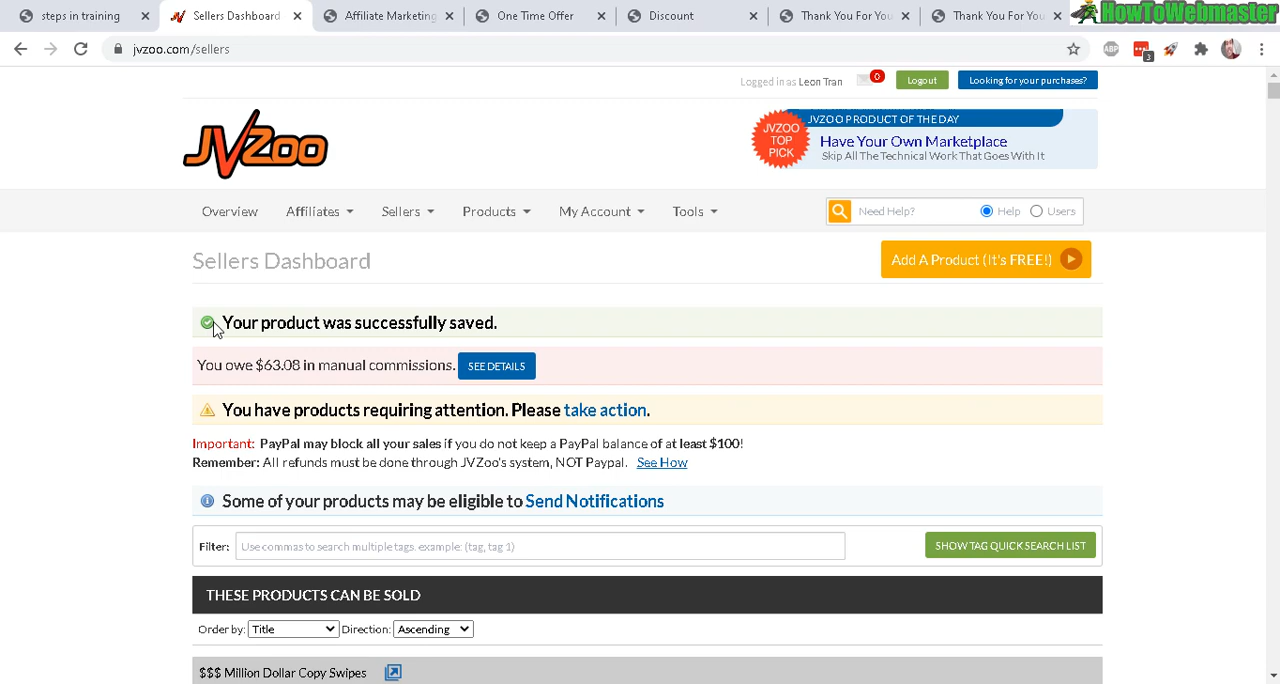 steps in training
Sellers Dashboard
Affiliate Marketing
One Time Offer
Discount
Thank You For You
Thank You For You
HowToWebmaster
jvzoo.com/sellers
ABP
3
Logged in as Leon Tran
0
Logout
Looking for your purchases?
JVZoo
JVZOO TOP PICK
JVZOO PRODUCT OF THE DAY
Have Your Own Marketplace
Skip All The Technical Work That Goes With It
Overview Affiliates Sellers Products My Account Tools
Need Help? Help Users
Sellers Dashboard
Add A Product (It's FREE!)
Your product was successfully saved.
You owe $63.08 in manual commissions. SEE DETAILS
You have products requiring attention. Please take action.
Important: PayPal may block all your sales if you do not keep a PayPal balance of at least $100!
Remember: All refunds must be done through JVZoo's system, NOT Paypal. See How
Some of your products may be eligible to Send Notifications
Filter: Use commas to search multiple tags. example: (tag, tag 1) SHOW TAG QUICK SEARCH LIST
THESE PRODUCTS CAN BE SOLD
Order by: Title Direction: Ascending
$$$ Million Dollar Copy Swipes